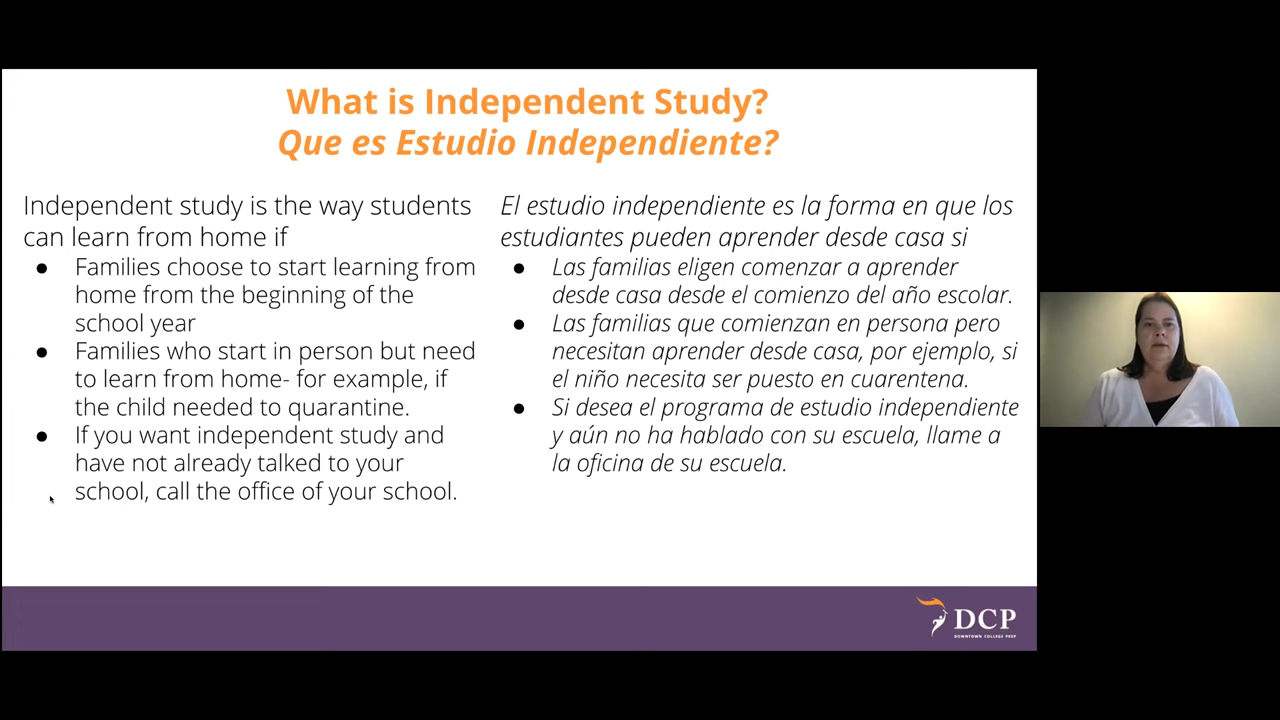 What is Independent Study?
Que es Estudio Independiente?
Independent study is the way students
can learn from home if
● Families choose to start learning from
home from the beginning of the
school year
● Families who start in person but need
to learn from home- for example, if
the child needed to quarantine.
● If you want independent study and
have not already talked to your
school, call the office of your school.
El estudio independiente es la forma en que los
estudiantes pueden aprender desde casa si
● Las familias eligen comenzar a aprender
desde casa desde el comienzo del año escolar.
● Las familias que comienzan en persona pero
necesitan aprender desde casa, por ejemplo, si
el niño necesita ser puesto en cuarentena.
● Si desea el programa de estudio independiente
y aún no ha hablado con su escuela, llame a
la oficina de su escuela.
DCP
DOWNTOWN COLLEGE PREP